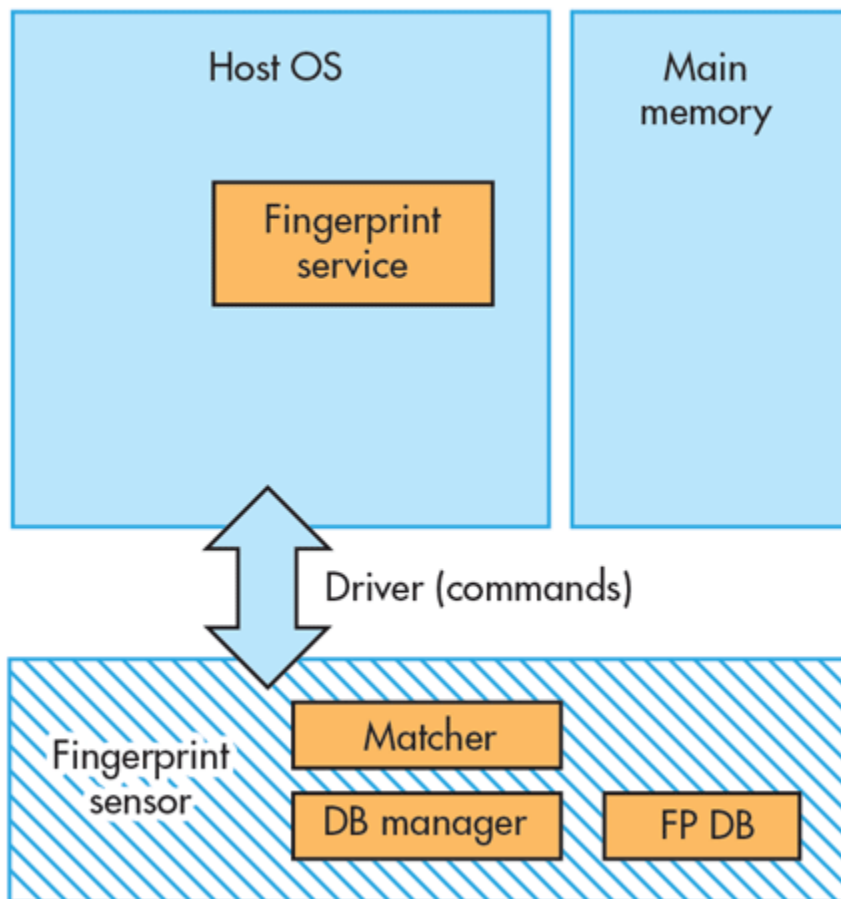 Host OS
Main
memory
Fingerprint
service
Driver (commands)
Fingerprint
sensor
Matcher
DB manager
FP DB